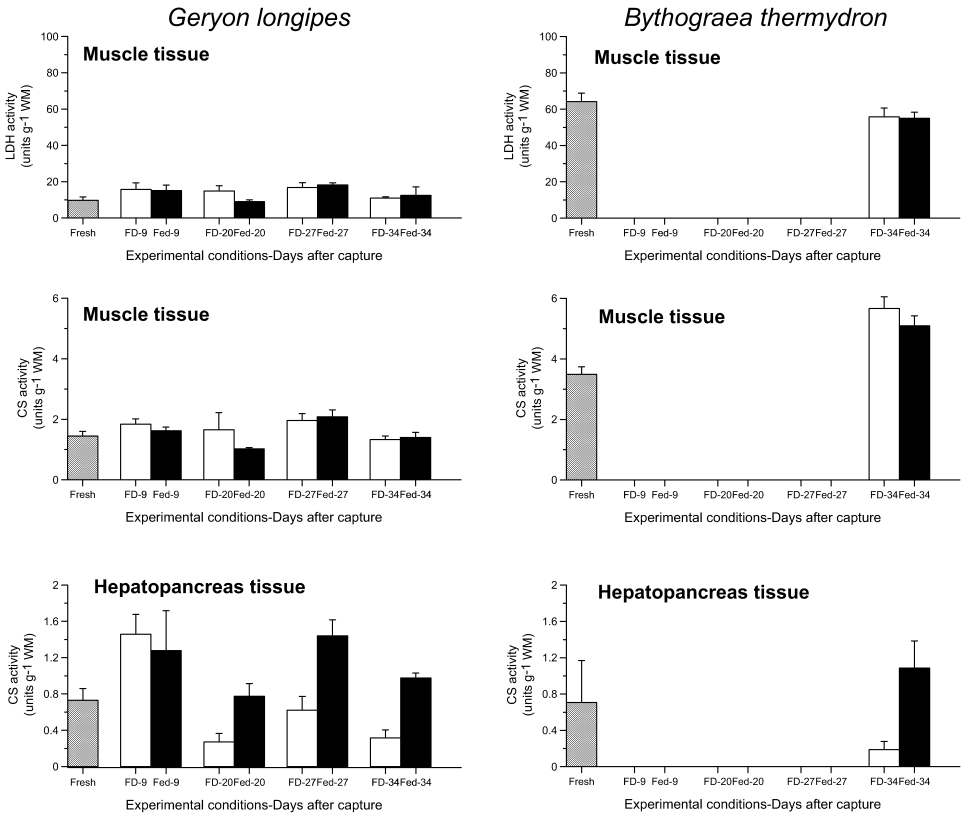 Geryon longipes
Bythograea thermydron
Muscle tissue
100
80
60
40
20
0
LDH activity
(units g-1 WM)
Fresh FD-9 Fed-9 FD-20 Fed-20 FD-27 Fed-27 FD-34 Fed-34
Experimental conditions-Days after capture
Muscle tissue
100
80
60
40
20
0
LDH activity
(units g-1 WM)
Fresh FD-9 Fed-9 FD-20 Fed-20 FD-27 Fed-27 FD-34 Fed-34
Experimental conditions-Days after capture
Muscle tissue
6
4
2
0
CS activity
(units g-1 WM)
Fresh FD-9 Fed-9 FD-20 Fed-20 FD-27 Fed-27 FD-34 Fed-34
Experimental conditions-Days after capture
Muscle tissue
6
4
2
0
CS activity
(units g-1 WM)
Fresh FD-9 Fed-9 FD-20 Fed-20 FD-27 Fed-27 FD-34 Fed-34
Experimental conditions-Days after capture
Hepatopancreas tissue
2
1.6
1.2
0.8
0.4
0
CS activity
(units g-1 WM)
Fresh FD-9 Fed-9 FD-20 Fed-20 FD-27 Fed-27 FD-34 Fed-34
Experimental conditions-Days after capture
Hepatopancreas tissue
2
1.6
1.2
0.8
0.4
0
CS activity
(units g-1 WM)
Fresh FD-9 Fed-9 FD-20 Fed-20 FD-27 Fed-27 FD-34 Fed-34
Experimental conditions-Days after capture